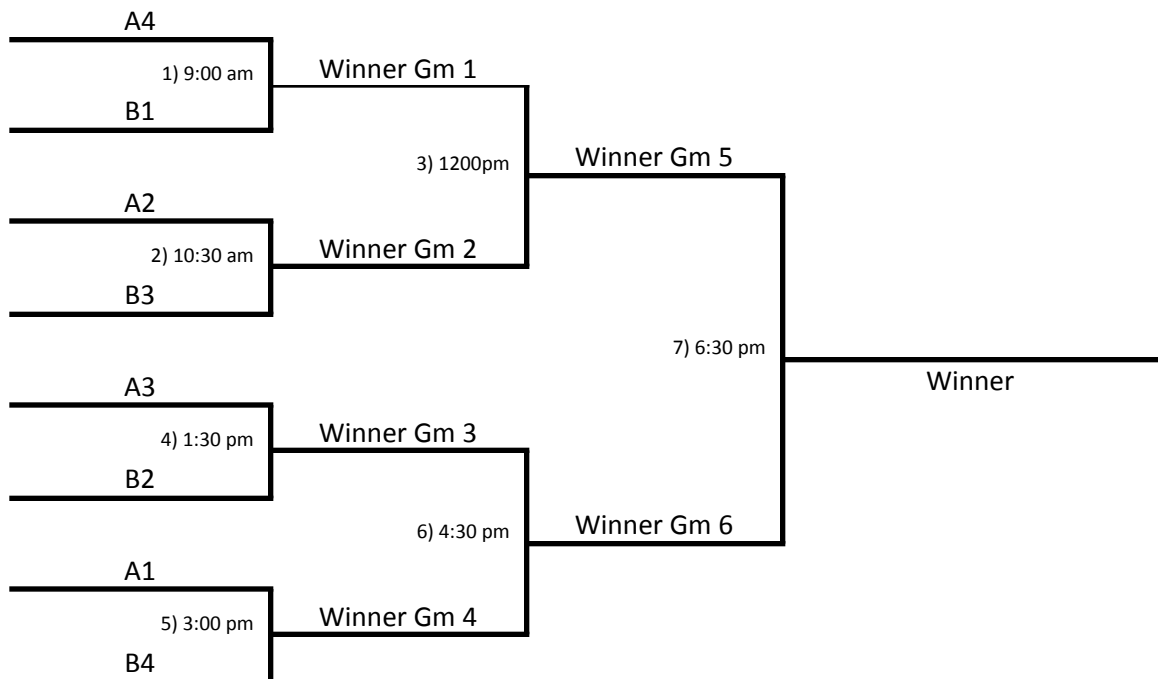 A4
1) 9:00 am
Winner Gm 1
B1
3) 1200pm
Winner Gm 5
A2
2) 10:30 am
Winner Gm 2
B3
7) 6:30 pm
Winner
A3
4) 1:30 pm
Winner Gm 3
B2
6) 4:30 pm
Winner Gm 6
A1
5) 3:00 pm
Winner Gm 4
B4